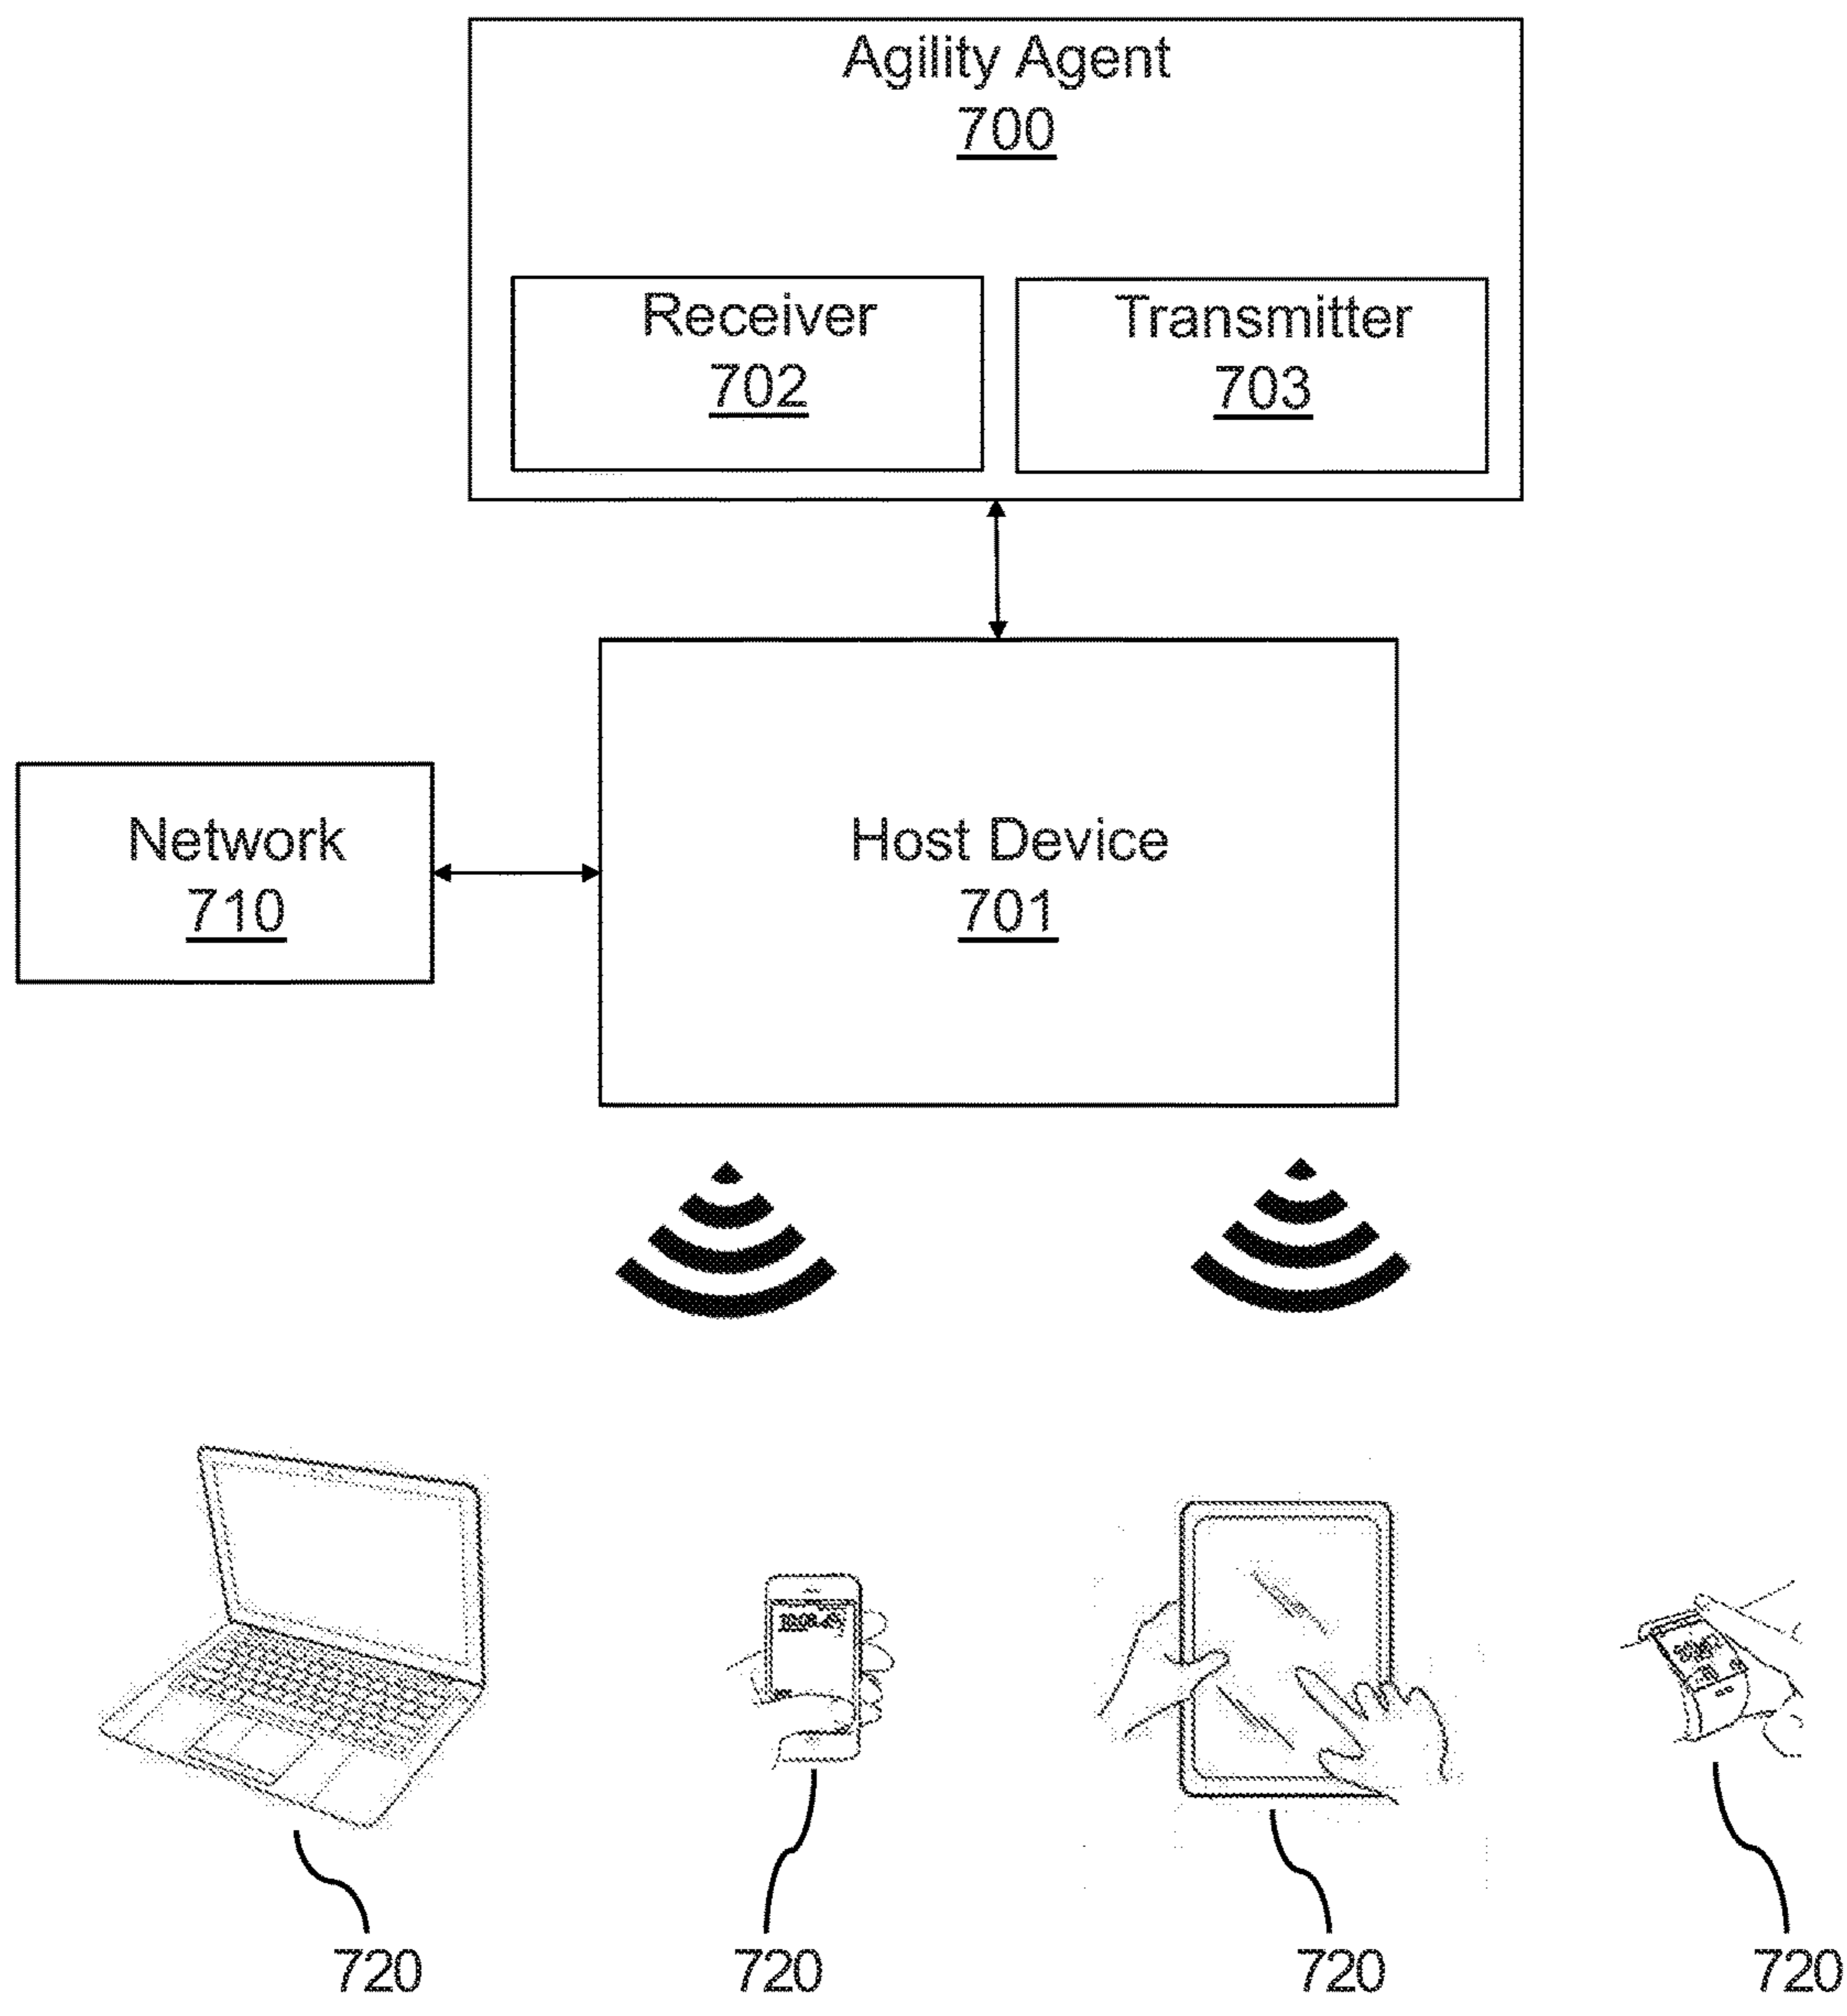 Agility Agent
700
Receiver
702
Transmitter
703
Network
710
Host Device
701
720
720
720
720